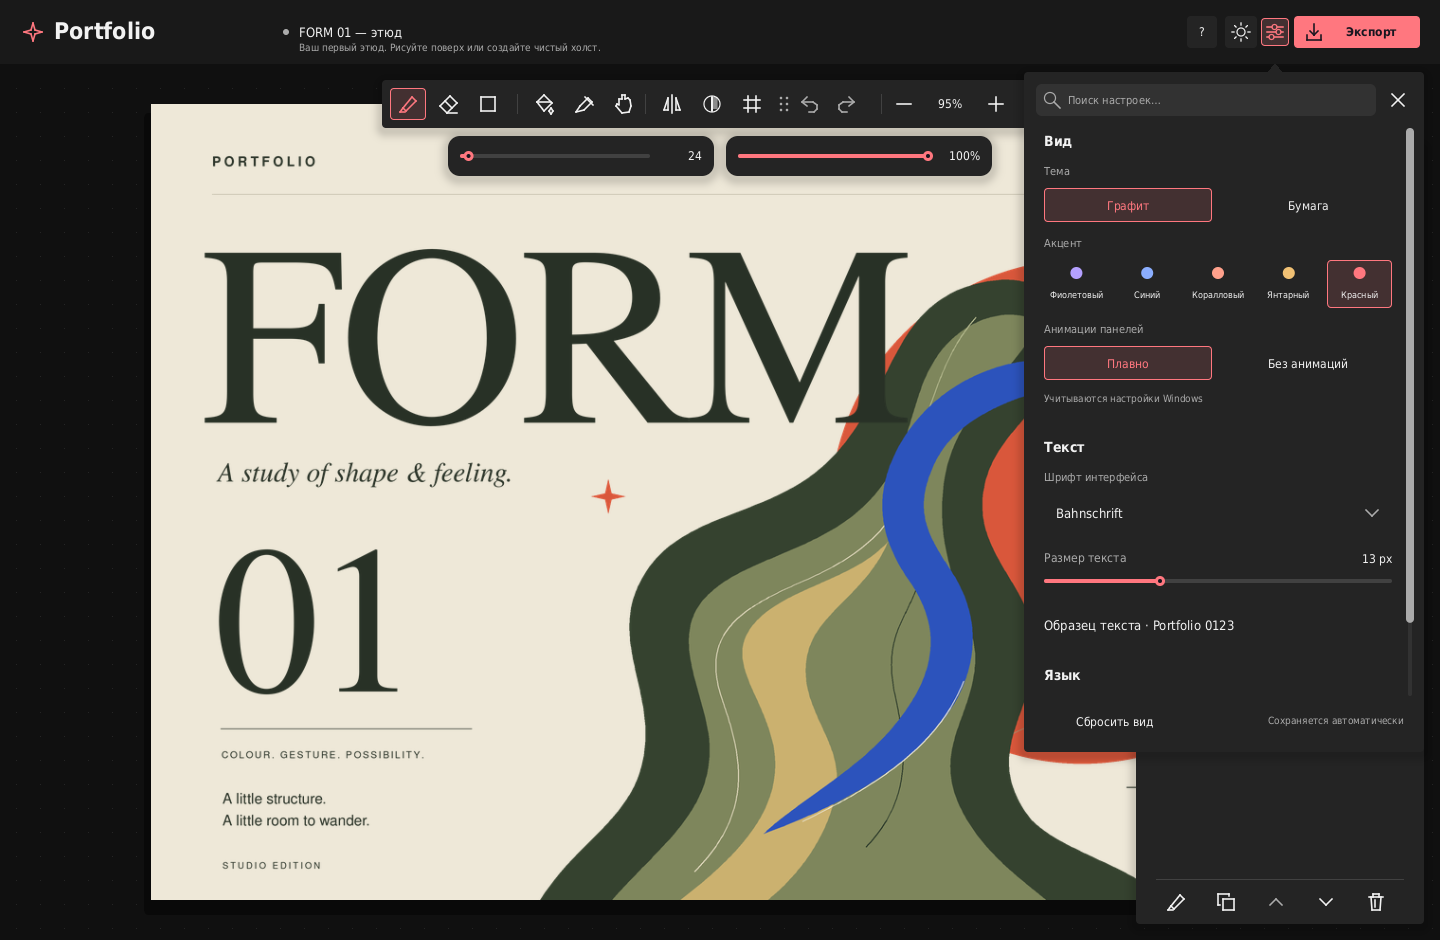 Portfolio
FORM 01 — этюд
Ваш первый этюд. Рисуйте поверх или создайте чистый холст.
?
Экспорт
95%
24
100%
PORTFOLIO
FORM
A study of shape & feeling.
01
COLOUR. GESTURE. POSSIBILITY.
A little structure.
A little room to wander.
STUDIO EDITION
Поиск настроек...
Вид
Тема
Графит
Бумага
Акцент
Фиолетовый
Синий
Коралловый
Янтарный
Красный
Анимации панелей
Плавно
Без анимаций
Учитываются настройки Windows
Текст
Шрифт интерфейса
Bahnschrift
Размер текста
13 px
Образец текста · Portfolio 0123
Язык
Сбросить вид
Сохраняется автоматически